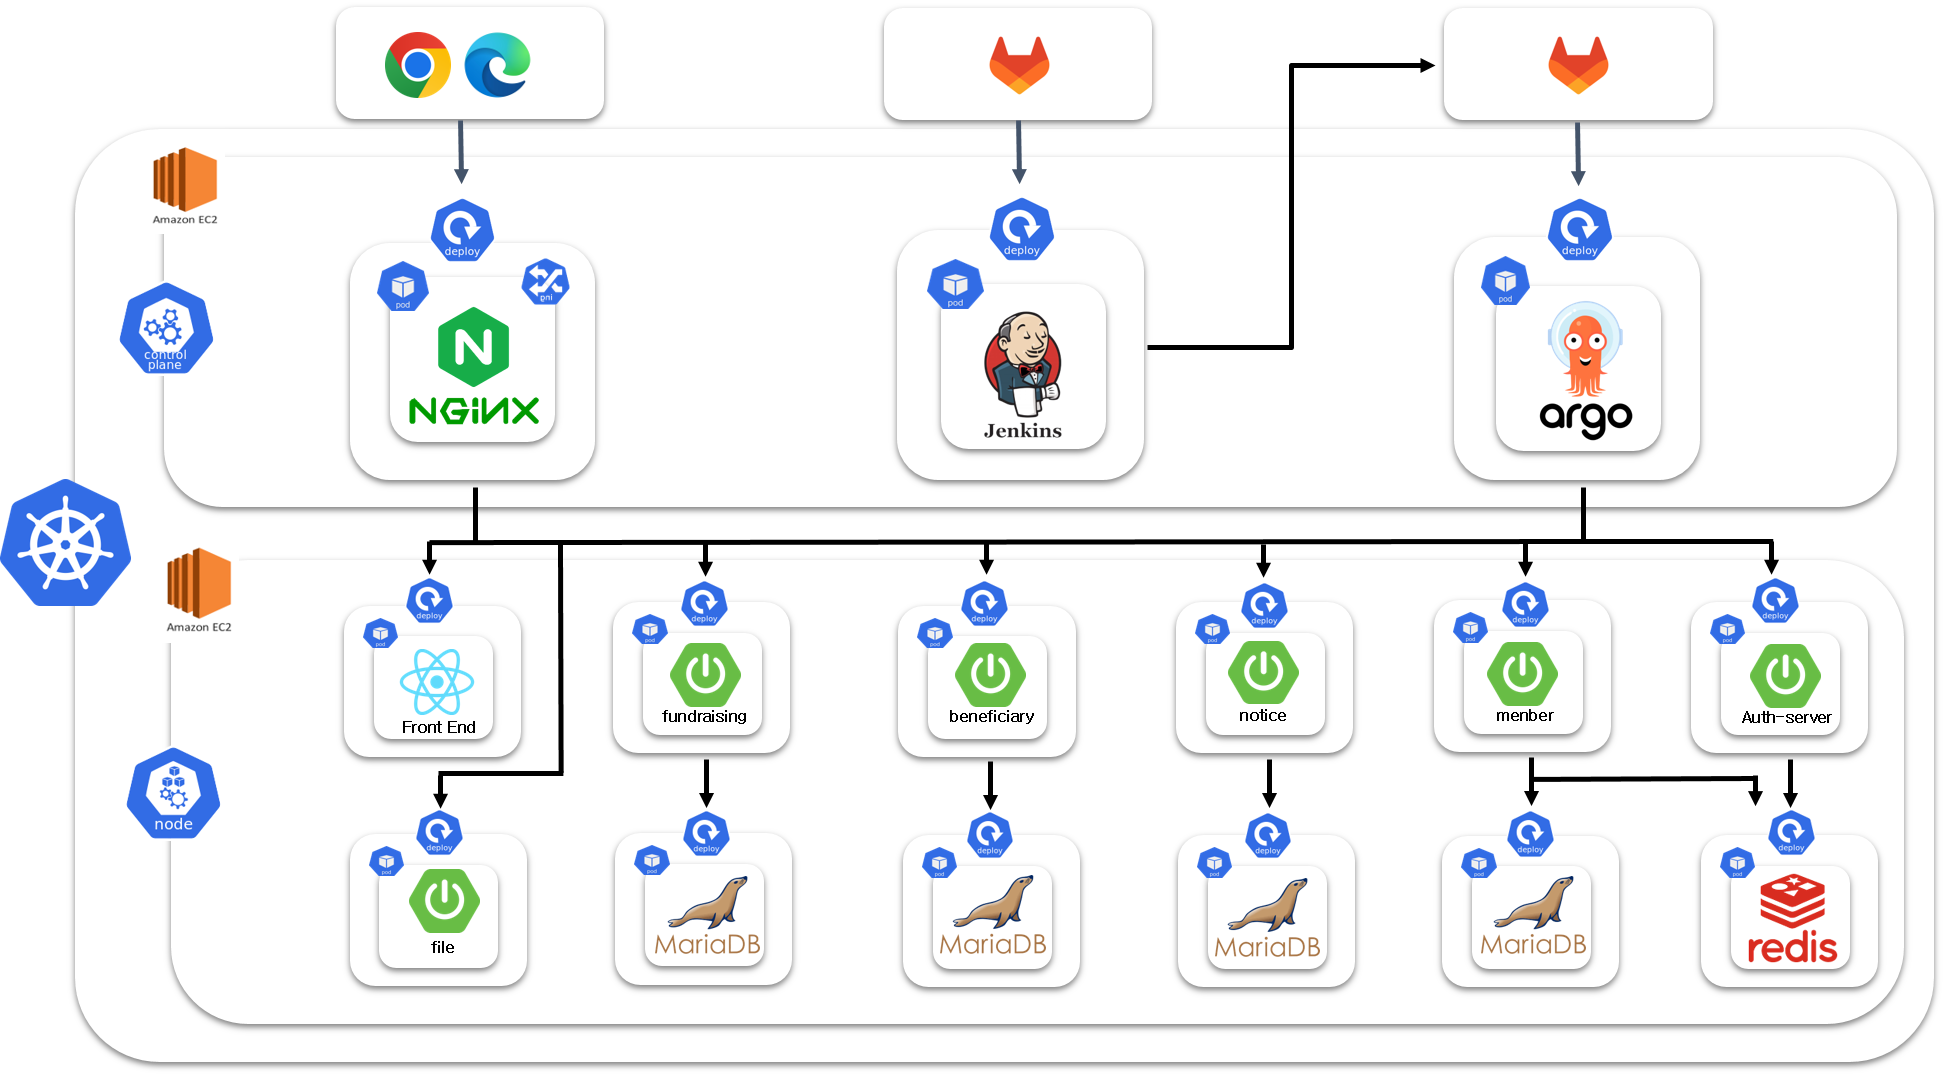 Amazon EC2
deploy
deploy
deploy
pod
pni
pod
pod
control
plane
NGiNX
Jenkins
argo
Amazon EC2
deploy
deploy
deploy
deploy
deploy
deploy
pod
pod
pod
pod
pod
pod
Front End
fundraising
beneficiary
notice
menber
Auth-server
node
deploy
deploy
deploy
deploy
deploy
deploy
pod
pod
pod
pod
pod
pod
file
MariaDB
MariaDB
MariaDB
MariaDB
redis